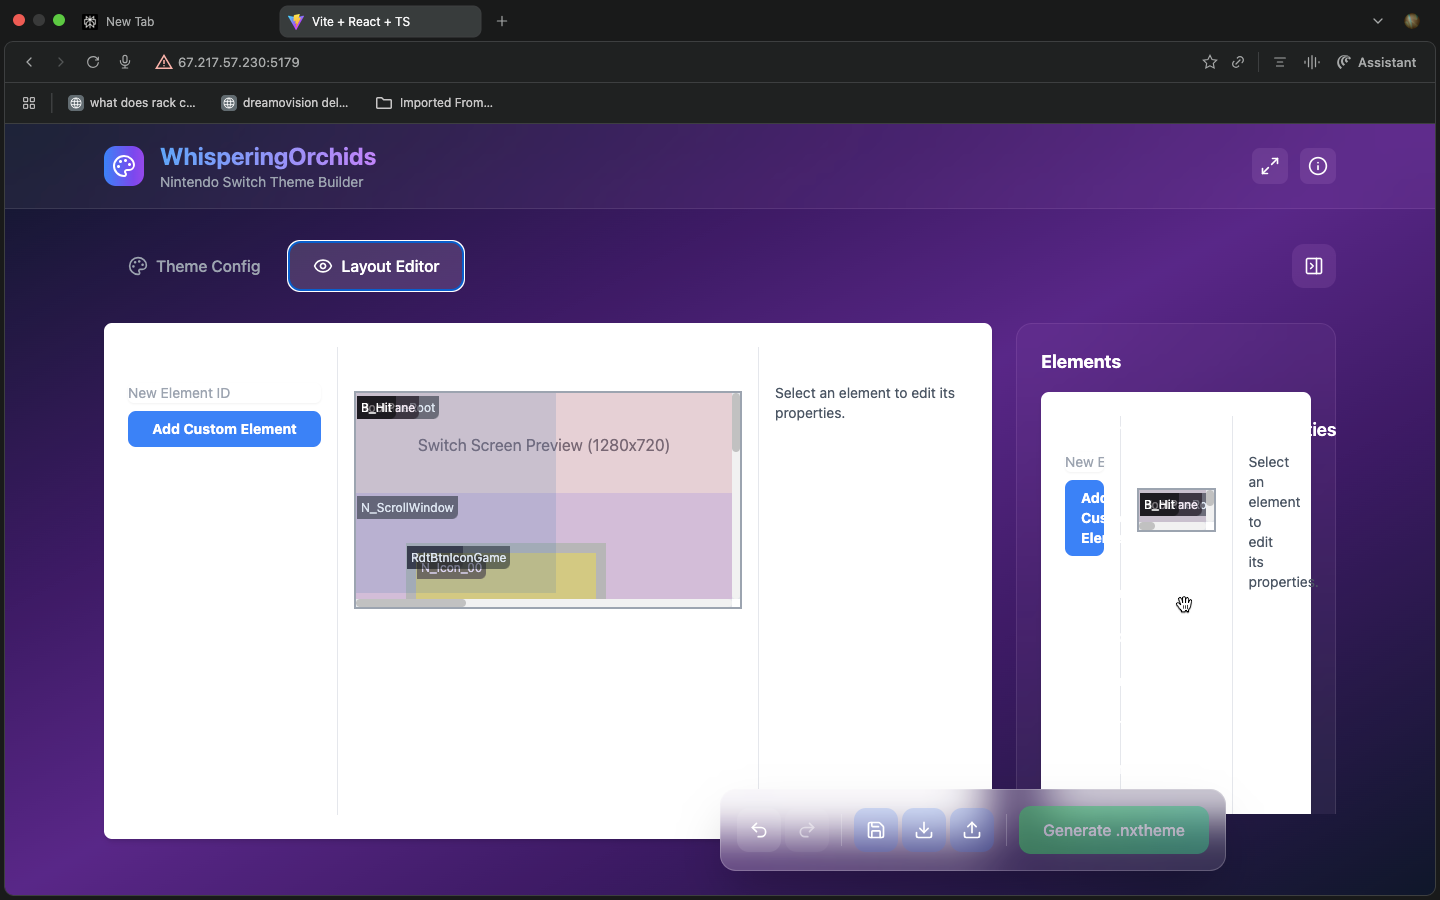 New Tab
Vite + React + TS
67.217.57.230:5179
Assistant
what does rack c...
dreamovision del...
Imported From...
WhisperingOrchids
Nintendo Switch Theme Builder
Theme Config
Layout Editor
New Element ID
Add Custom Element
B_Hit
ane
oot
Switch Screen Preview (1280x720)
N_ScrollWindow
RdtBtnIconGame
N_Icon_00
Select an element to edit its
properties.
Elements
ties
New E
Add
Cus
Eler
B_Hit
ane
Select
an
element
to
edit
its
properties.
Generate .nxtheme